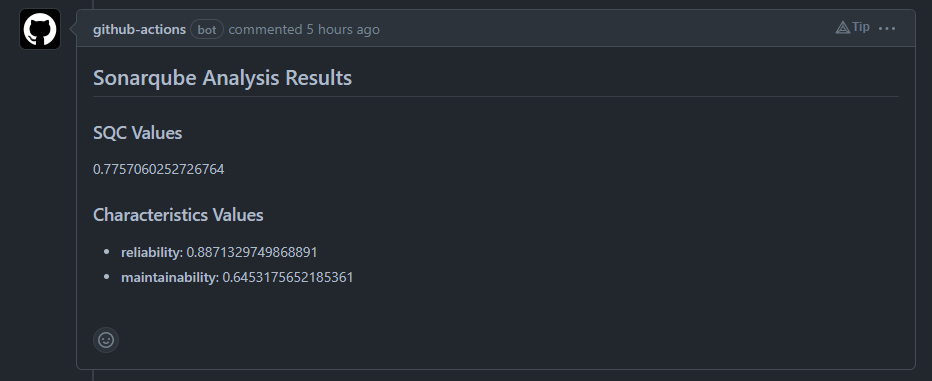 github-actions bot commented 5 hours ago Tip
Sonarqube Analysis Results
SQC Values
0.7757060252726764
Characteristics Values
• reliability: 0.8871329749868891
• maintainability: 0.6453175652185361